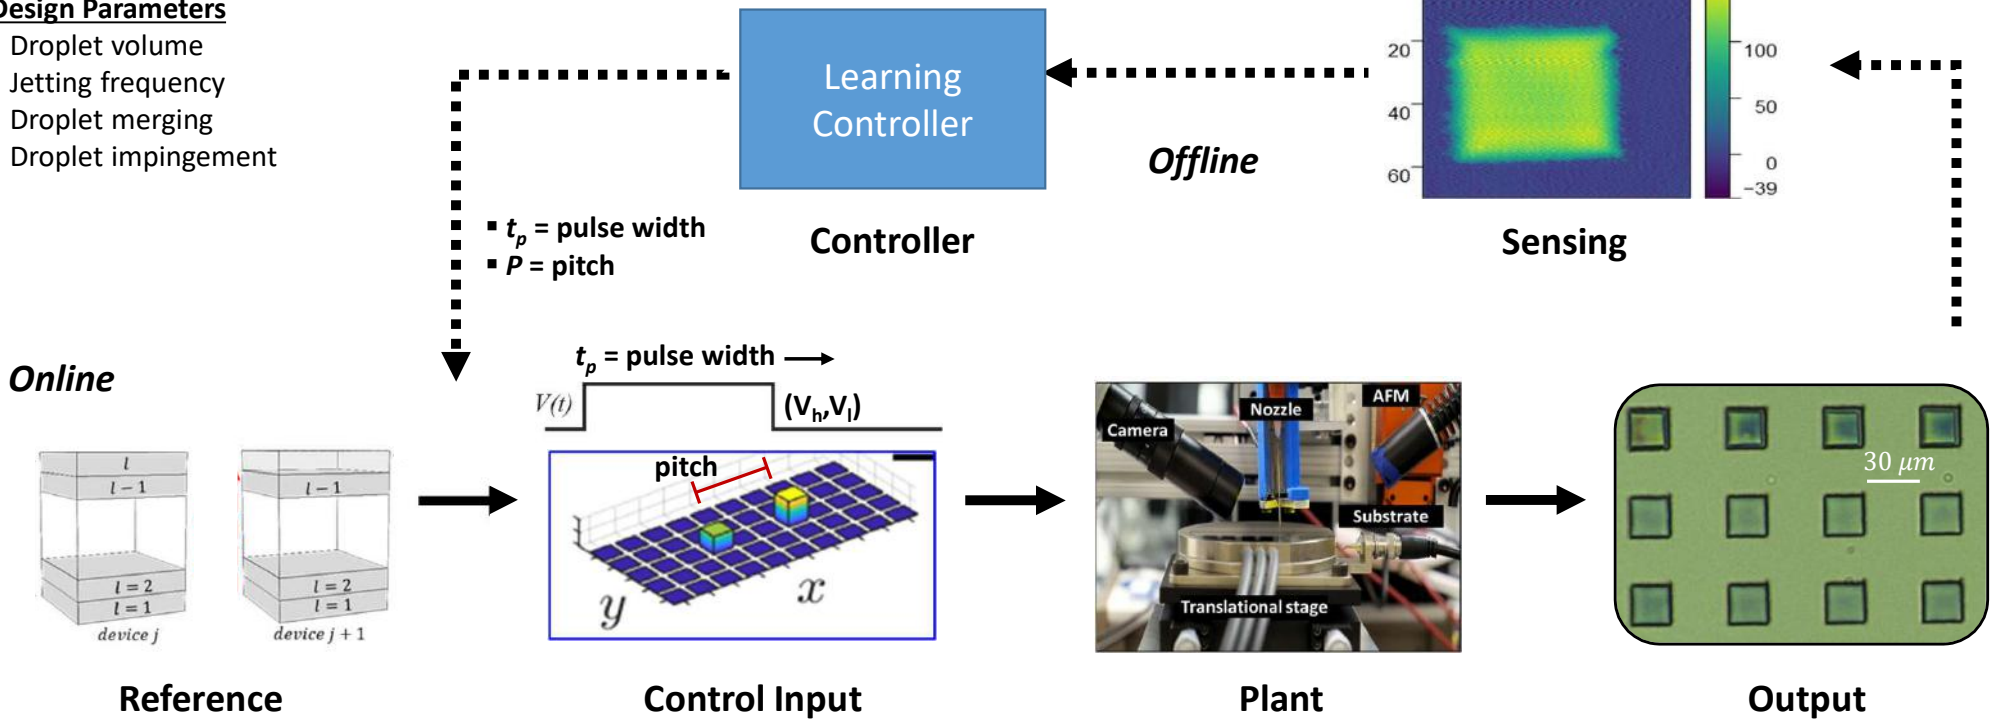 Design Parameters
Droplet volume
Jetting frequency
Droplet merging
Droplet impingement
Learning
Controller
Controller
Offline
20
40
60
100
50
0
−39
Sensing
▪ tp = pulse width
▪ P = pitch
Online
tp = pulse width
V(t)
(Vh,Vl)
pitch
y
x
l
l − 1
l = 2
l = 1
device j
l − 1
l = 2
l = 1
device j + 1
Camera
Nozzle
AFM
Substrate
Translational stage
30 μm
Reference
Control Input
Plant
Output